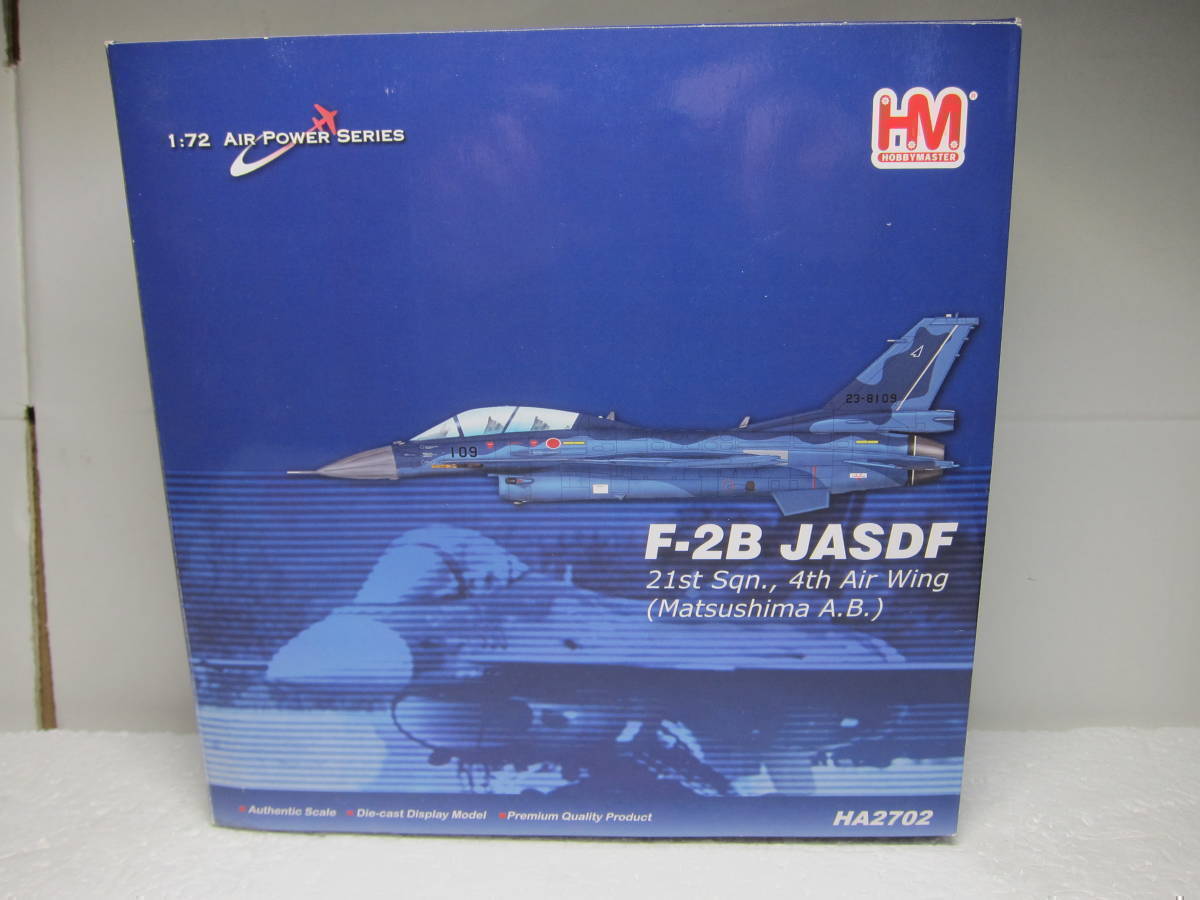 1:72 AIR POWER SERIES
HM
HOBBYMASTER
®
23-8109
109
F-2B JASDF
21st Sqn., 4th Air Wing
(Matsushima A.B.)
Authentic Scale Die-cast Display Model Premium Quality Product
HA2702